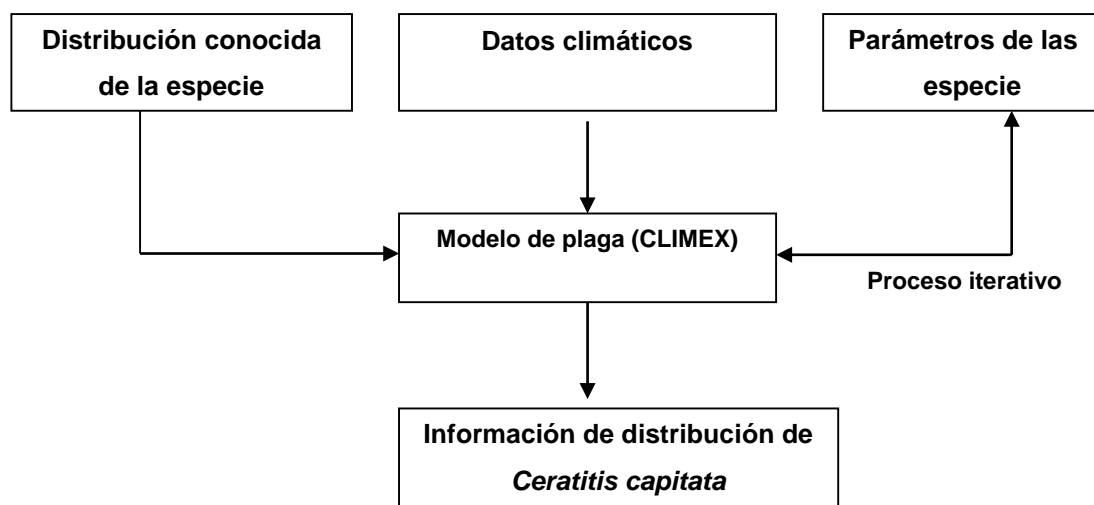 Distribución conocida
de la especie
Datos climáticos
Parámetros de las
especie
Modelo de plaga (CLIMEX)
Proceso iterativo
Información de distribución de
Ceratitis capitata